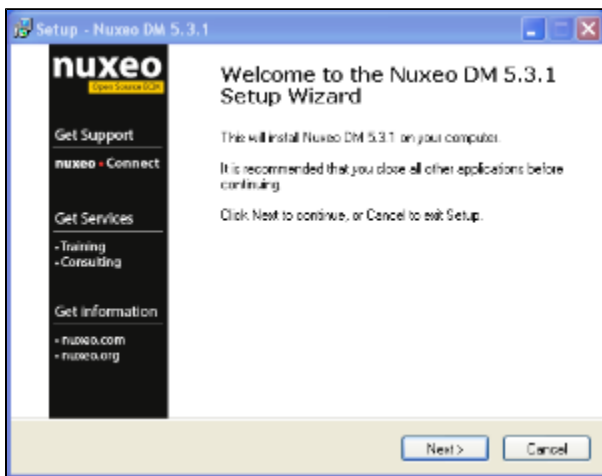 Setup - Nuxeo DM 5.3.1
nuxeo
Open Source ECM
Get Support
nuxeo • Connect
Get Services
- Training
- Consulting
Get information
- nuxeo.com
- nuxeo.org
Welcome to the Nuxeo DM 5.3.1
Setup Wizard
This will install Nuxeo DM 5.3.1 on your computer.
It is recommended that you close all other applications before
continuing.
Click Next to continue, or Cancel to exit Setup.
Next >
Cancel